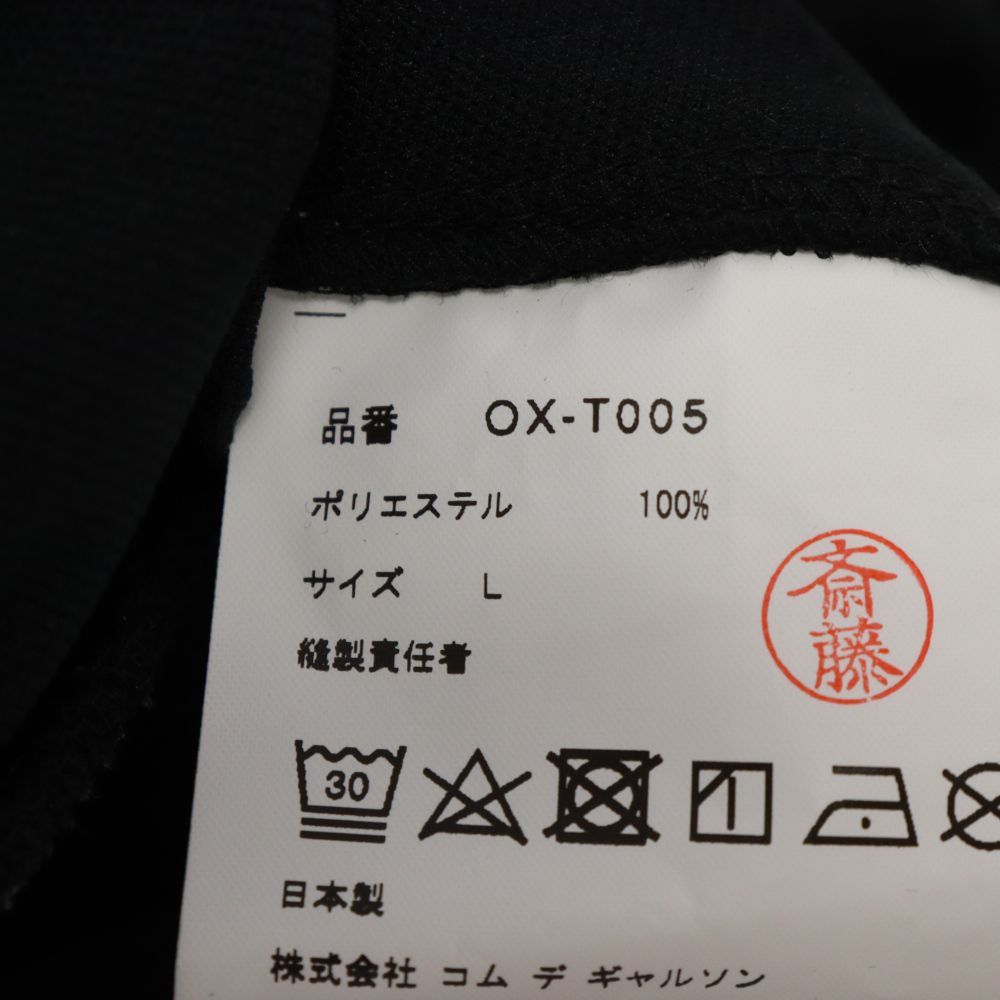 品番 OX-T005
ポリエステル 100%
サイズ L
縫製責任者
斎藤
30
日本製
株式会社 コム デ ギャルソン